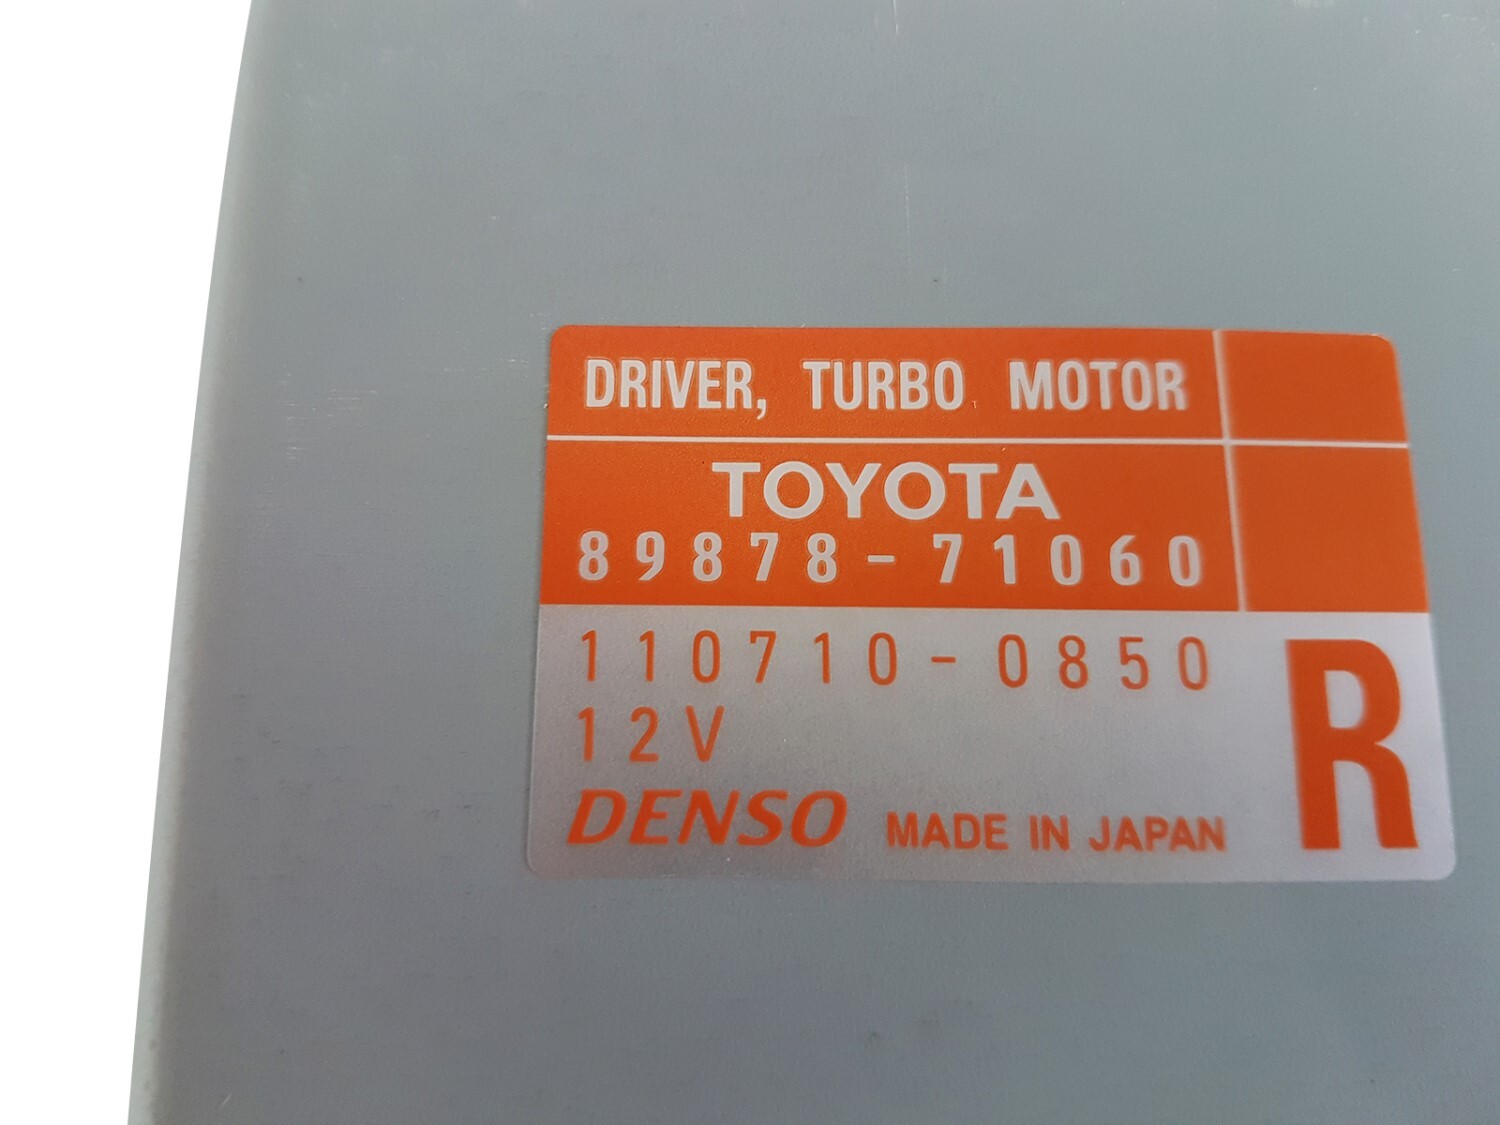 DRIVER, TURBO MOTOR
TOYOTA
89878-71060
110710-0850
12V
DENSO MADE IN JAPAN
R